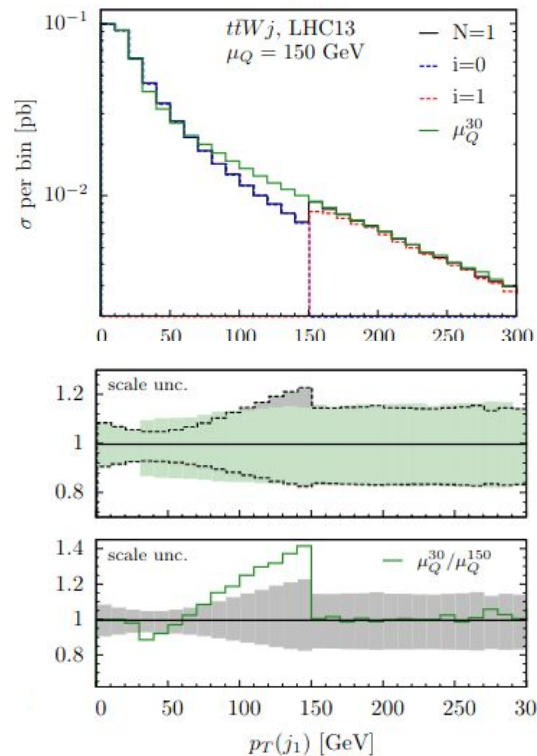 10⁻¹
tt̄Wj, LHC13
μ_Q = 150 GeV
N=1
i=0
i=1
μ_Q^30
σ per bin [pb]
10⁻²
0 50 100 150 200 250 300
scale unc.
1.2
1
0.8
scale unc.
μ_Q^30/μ_Q^150
1.4
1.2
1
0.8
0 50 100 150 200 250 30
p_T(j₁) [GeV]